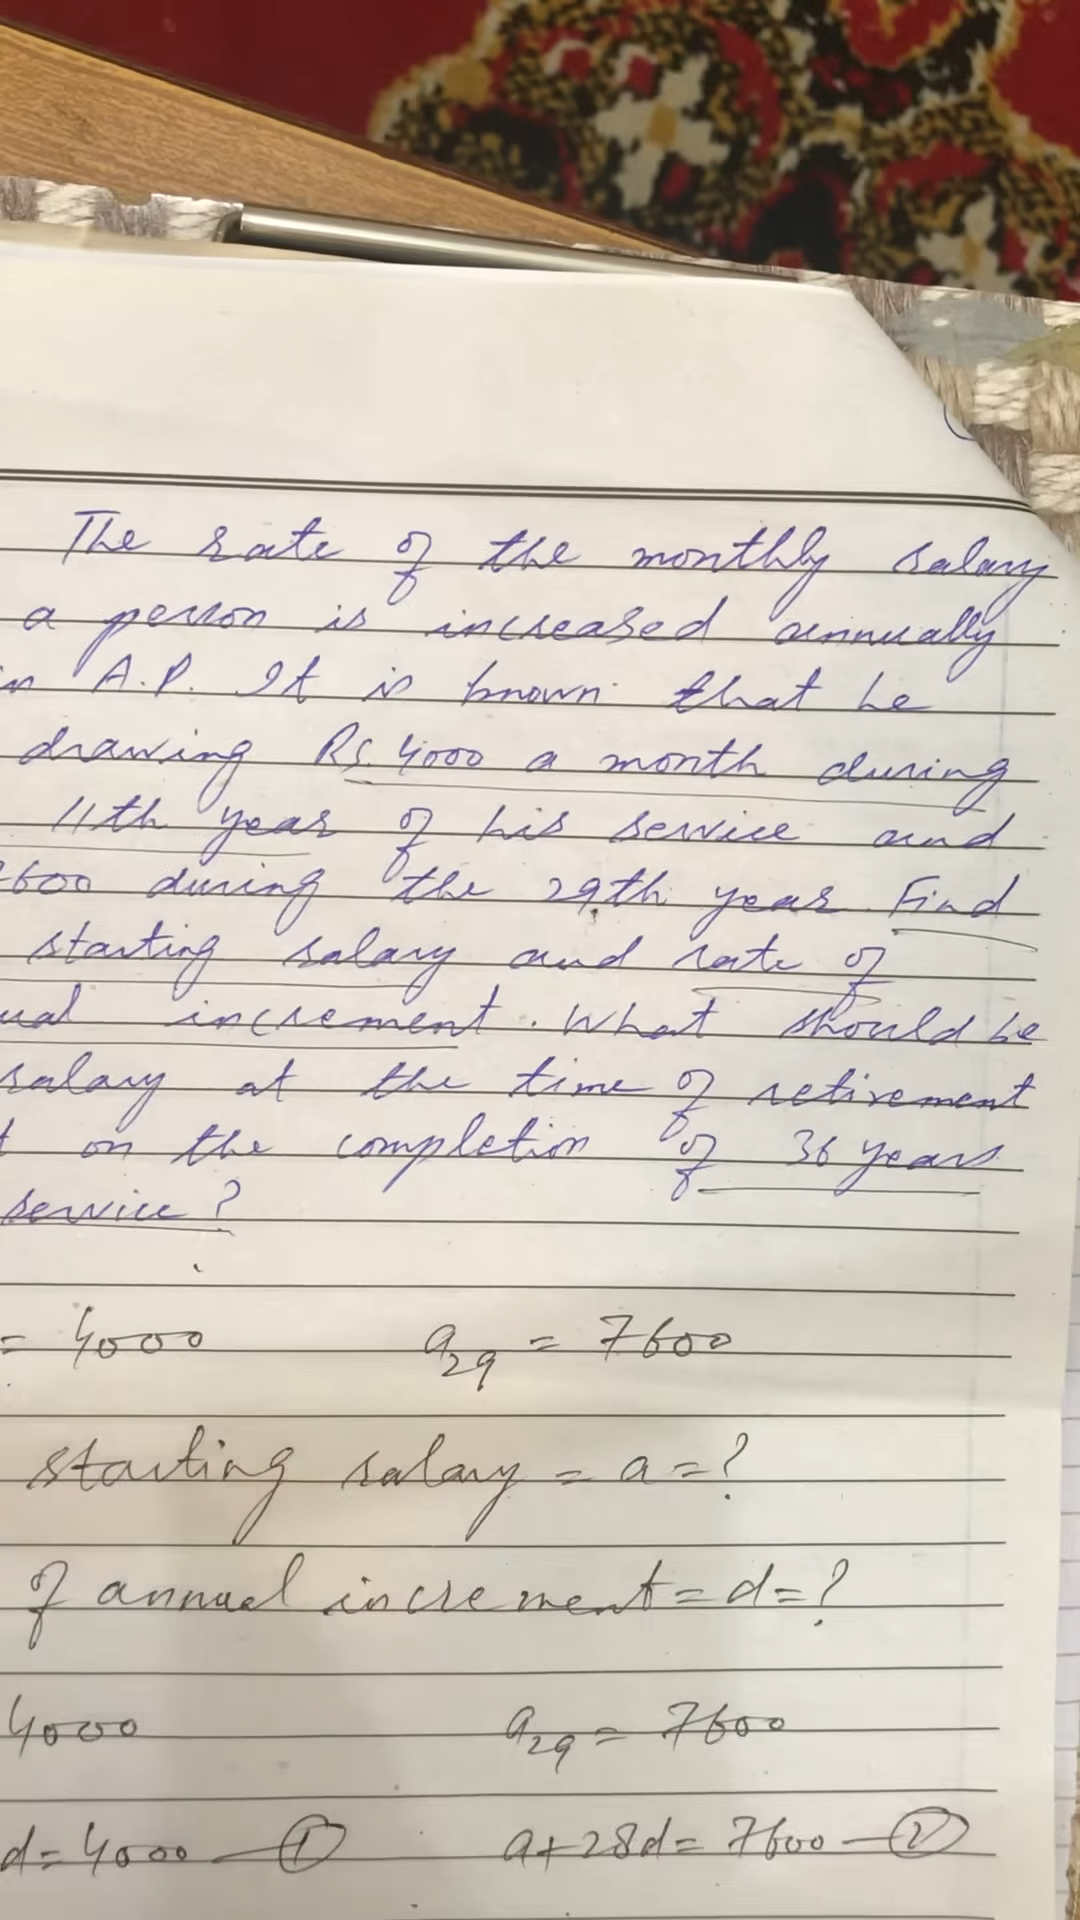 The rate of the monthly salary
a person is increased annually
in A.P. It is known that he
drawing Rs. 4000 a month during
11th year of his service and
7600 during the 29th year. Find
starting salary and rate of
ual increment. What should be
salary at the time of retirement
t on the completion of 36 years
service?
= 4000 a29 = 7600
starting salary = a = ?
of annual increment = d = ?
4000 a29 = 7600
d = 4000 — ① a + 28d = 7600 — ②